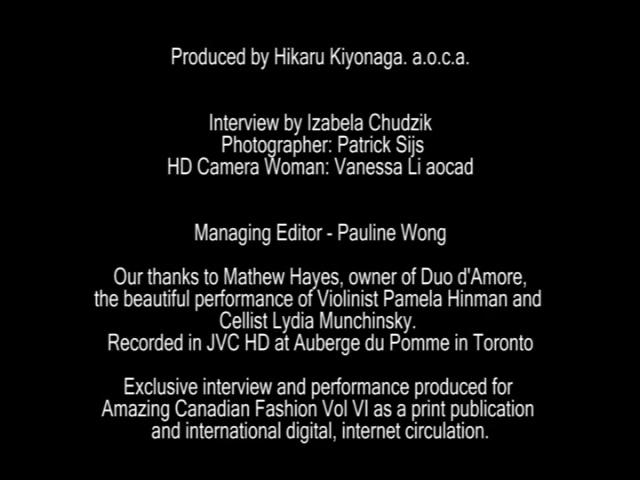 Produced by Hikaru Kiyonaga. a.o.c.a.
Interview by Izabela Chudzik
Photographer: Patrick Sijs
HD Camera Woman: Vanessa Li aocad
Managing Editor - Pauline Wong
Our thanks to Mathew Hayes, owner of Duo d'Amore,
the beautiful performance of Violinist Pamela Hinman and
Cellist Lydia Munchinsky.
Recorded in JVC HD at Auberge du Pomme in Toronto
Exclusive interview and performance produced for
Amazing Canadian Fashion Vol VI as a print publication
and international digital, internet circulation.